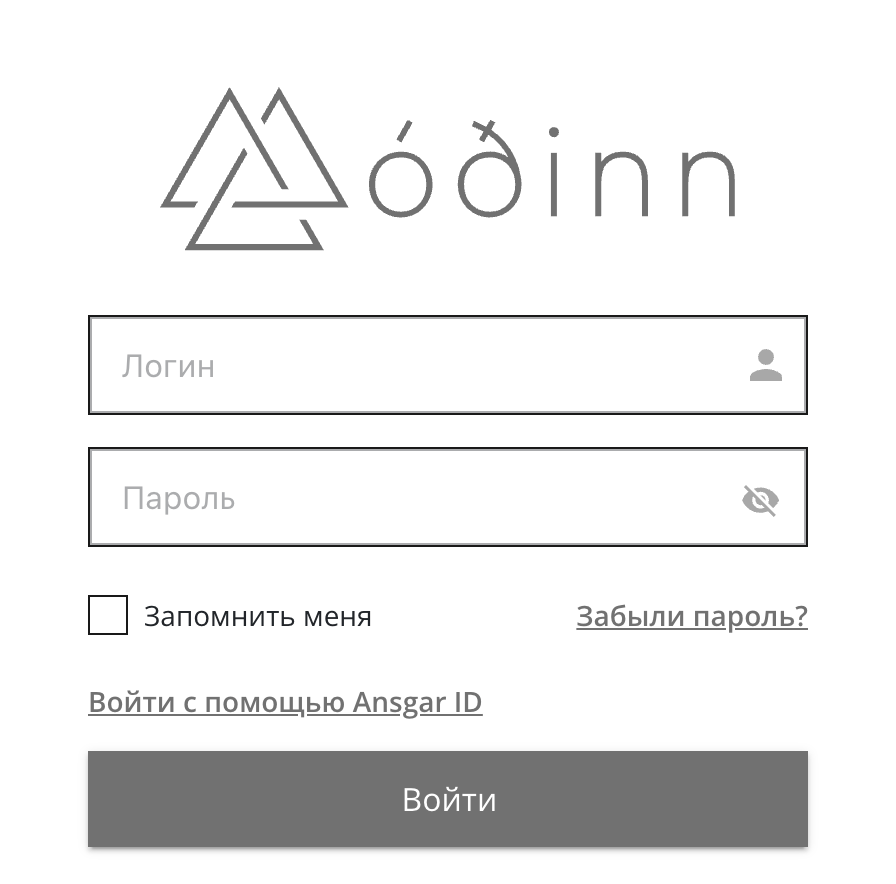 óðinn
Логин
Пароль
Запомнить меня
Забыли пароль?
Войти с помощью Ansgar ID
Войти